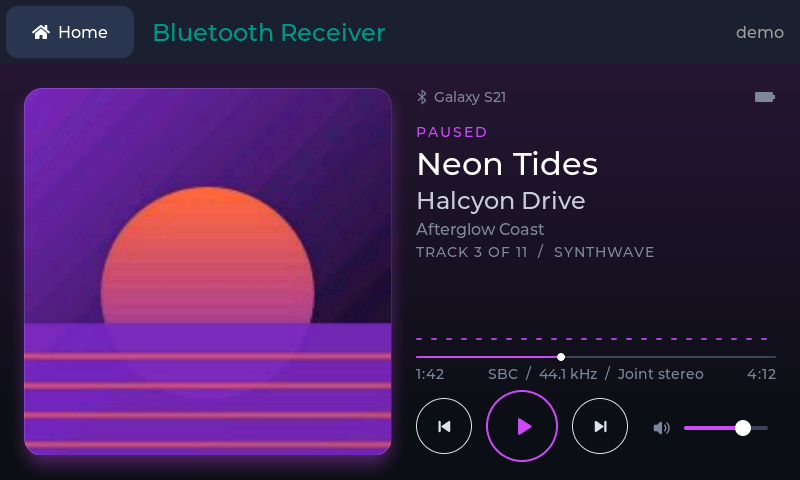 Home
Bluetooth Receiver
demo
Galaxy S21
PAUSED
Neon Tides
Halcyon Drive
Afterglow Coast
TRACK 3 OF 11 / SYNTHWAVE
1:42
SBC / 44.1 kHz / Joint stereo
4:12